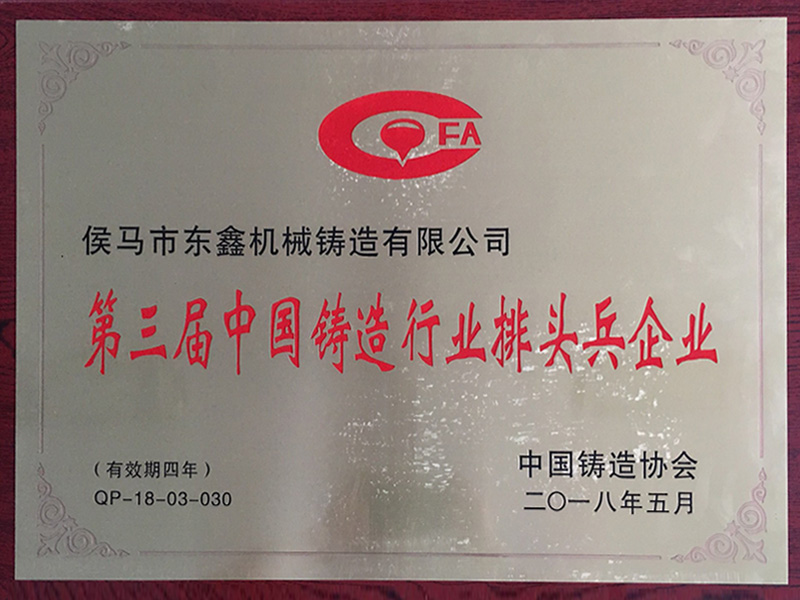 FA
侯马市东鑫机械铸造有限公司
第三届中国铸造行业排头兵企业
（有效期四年）
QP-18-03-030
中国铸造协会
二〇一八年五月